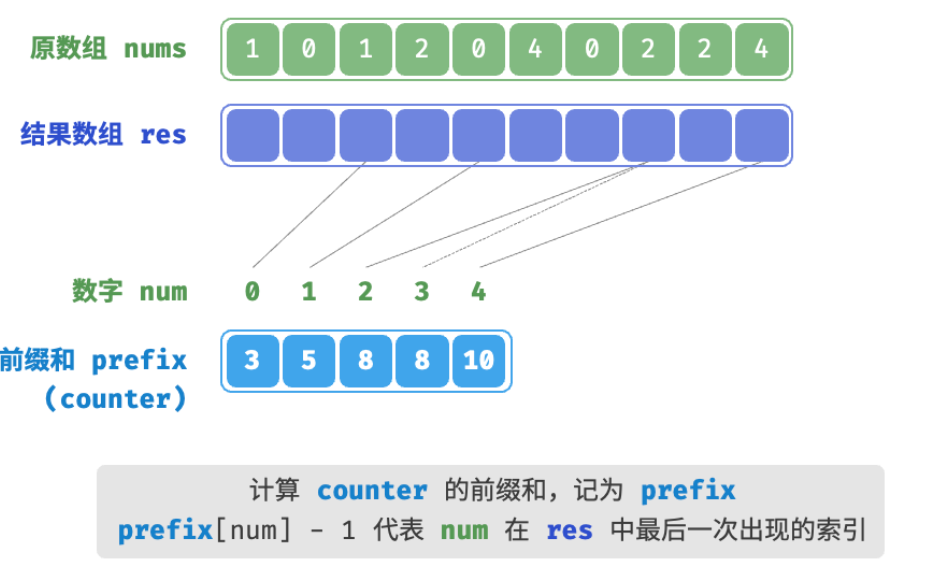 原数组 nums 1 0 1 2 0 4 0 2 2 4
结果数组 res
数字 num 0 1 2 3 4
前缀和 prefix 3 5 8 8 10
(counter)
计算 counter 的前缀和，记为 prefix
prefix[num] - 1 代表 num 在 res 中最后一次出现的索引